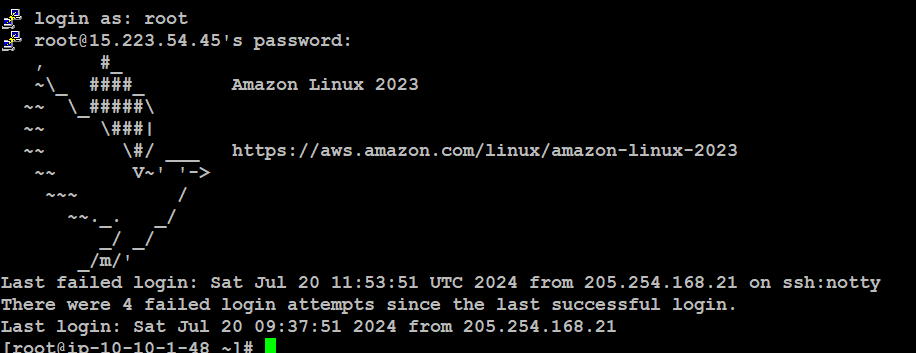 login as: root
root@15.223.54.45's password:
   ,     #_
   ~\_  ####_        Amazon Linux 2023
  ~~  \_#####\
  ~~     \###|
  ~~       \#/ ___   https://aws.amazon.com/linux/amazon-linux-2023
   ~~       V~' '->
    ~~~         /
      ~~._.   _/
         _/ _/
       _/m/'
Last failed login: Sat Jul 20 11:53:51 UTC 2024 from 205.254.168.21 on ssh:notty
There were 4 failed login attempts since the last successful login.
Last login: Sat Jul 20 09:37:51 2024 from 205.254.168.21
[root@ip-10-10-1-48 ~]#